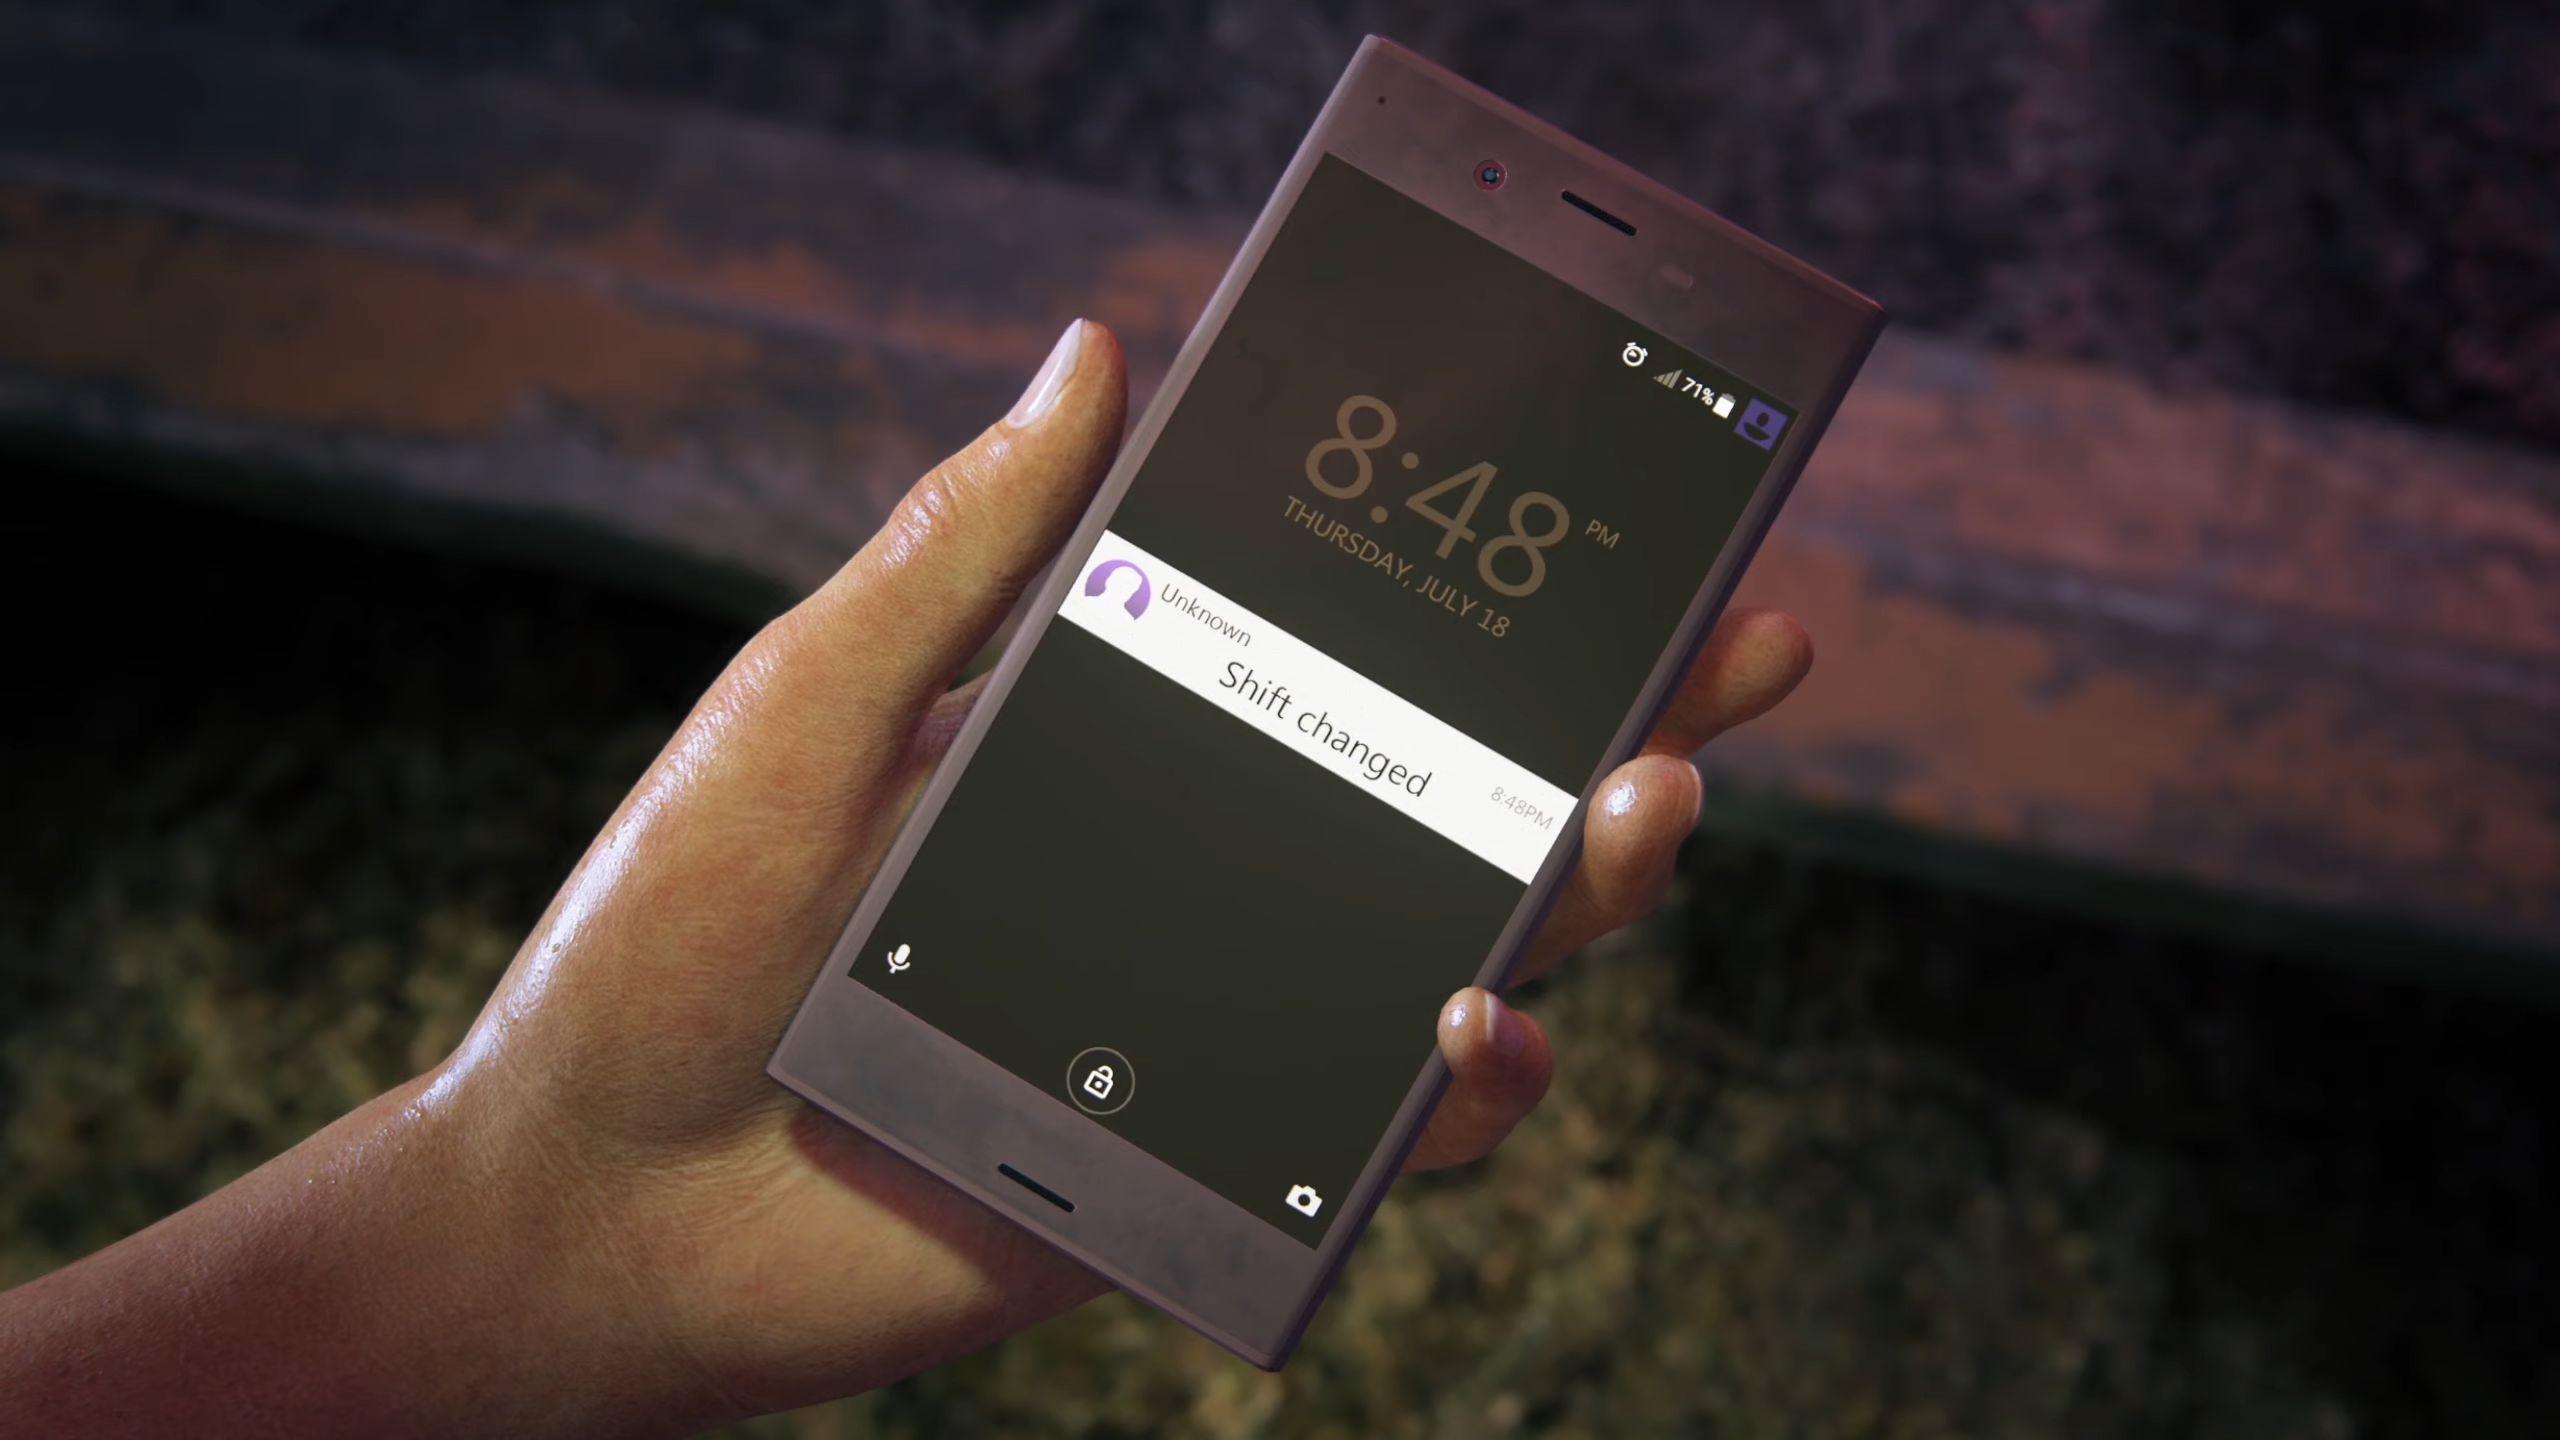 71%
8:48 PM
THURSDAY, JULY 18
Unknown
Shift changed
8:48PM